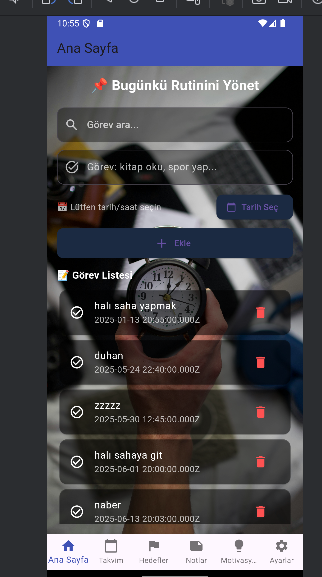 10:55
Ana Sayfa
📌 Bugünkü Rutinini Yönet
Görev ara...
Görev: kitap oku, spor yap...
📅 Lütfen tarih/saat seçin
Tarih Seç
+ Ekle
📝 Görev Listesi
halı saha yapmak
2025-01-13 20:55:00.000Z
duhan
2025-05-24 22:40:00.000Z
zzzzz
2025-05-30 12:45:00.000Z
halı sahaya git
2025-06-01 20:00:00.000Z
naber
2025-06-13 20:03:00.000Z
Ana Sayfa Takvim Hedefler Notlar Motivasy... Ayarlar